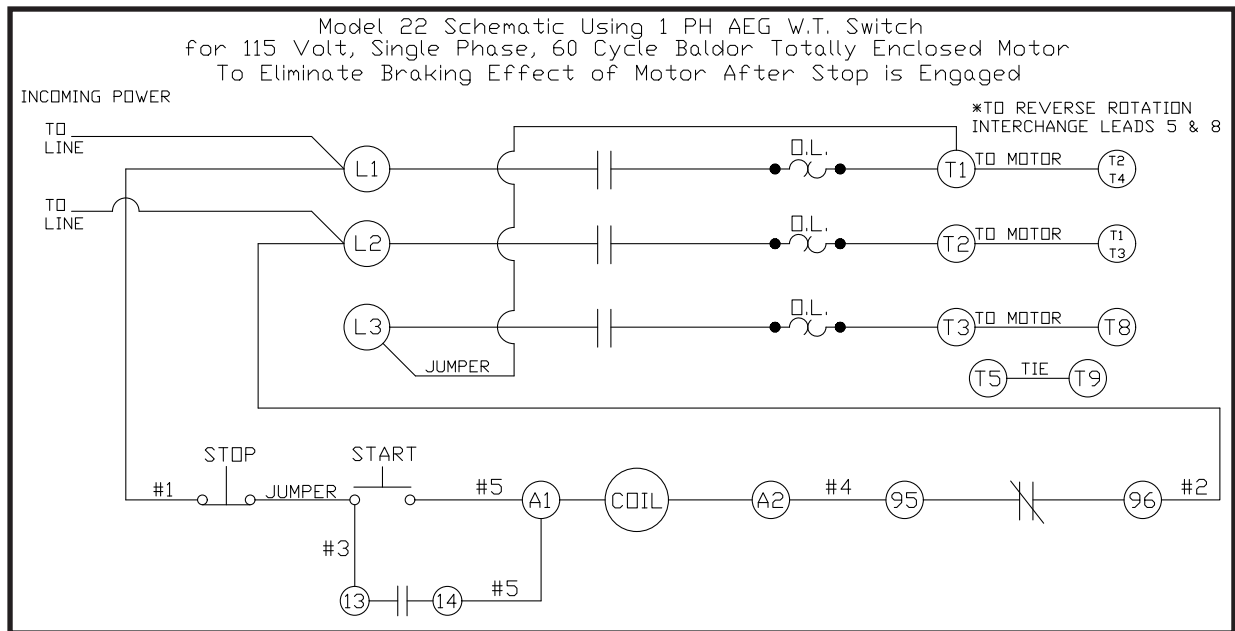 Model 22 Schematic Using 1 PH AEG W.T. Switch
for 115 Volt, Single Phase, 60 Cycle Baldor Totally Enclosed Motor
To Eliminate Braking Effect of Motor After Stop is Engaged
INCOMING POWER
*TO REVERSE ROTATION
INTERCHANGE LEADS 5 & 8
TO
LINE
L1
O.L.
T1
TO MOTOR
T2
T4
TO
LINE
L2
O.L.
T2
TO MOTOR
T1
T3
L3
O.L.
T3
TO MOTOR
T8
JUMPER
T5
TIE
T9
STOP
START
#1
JUMPER
#5
A1
COIL
A2
#4
95
96
#2
#3
13
14
#5